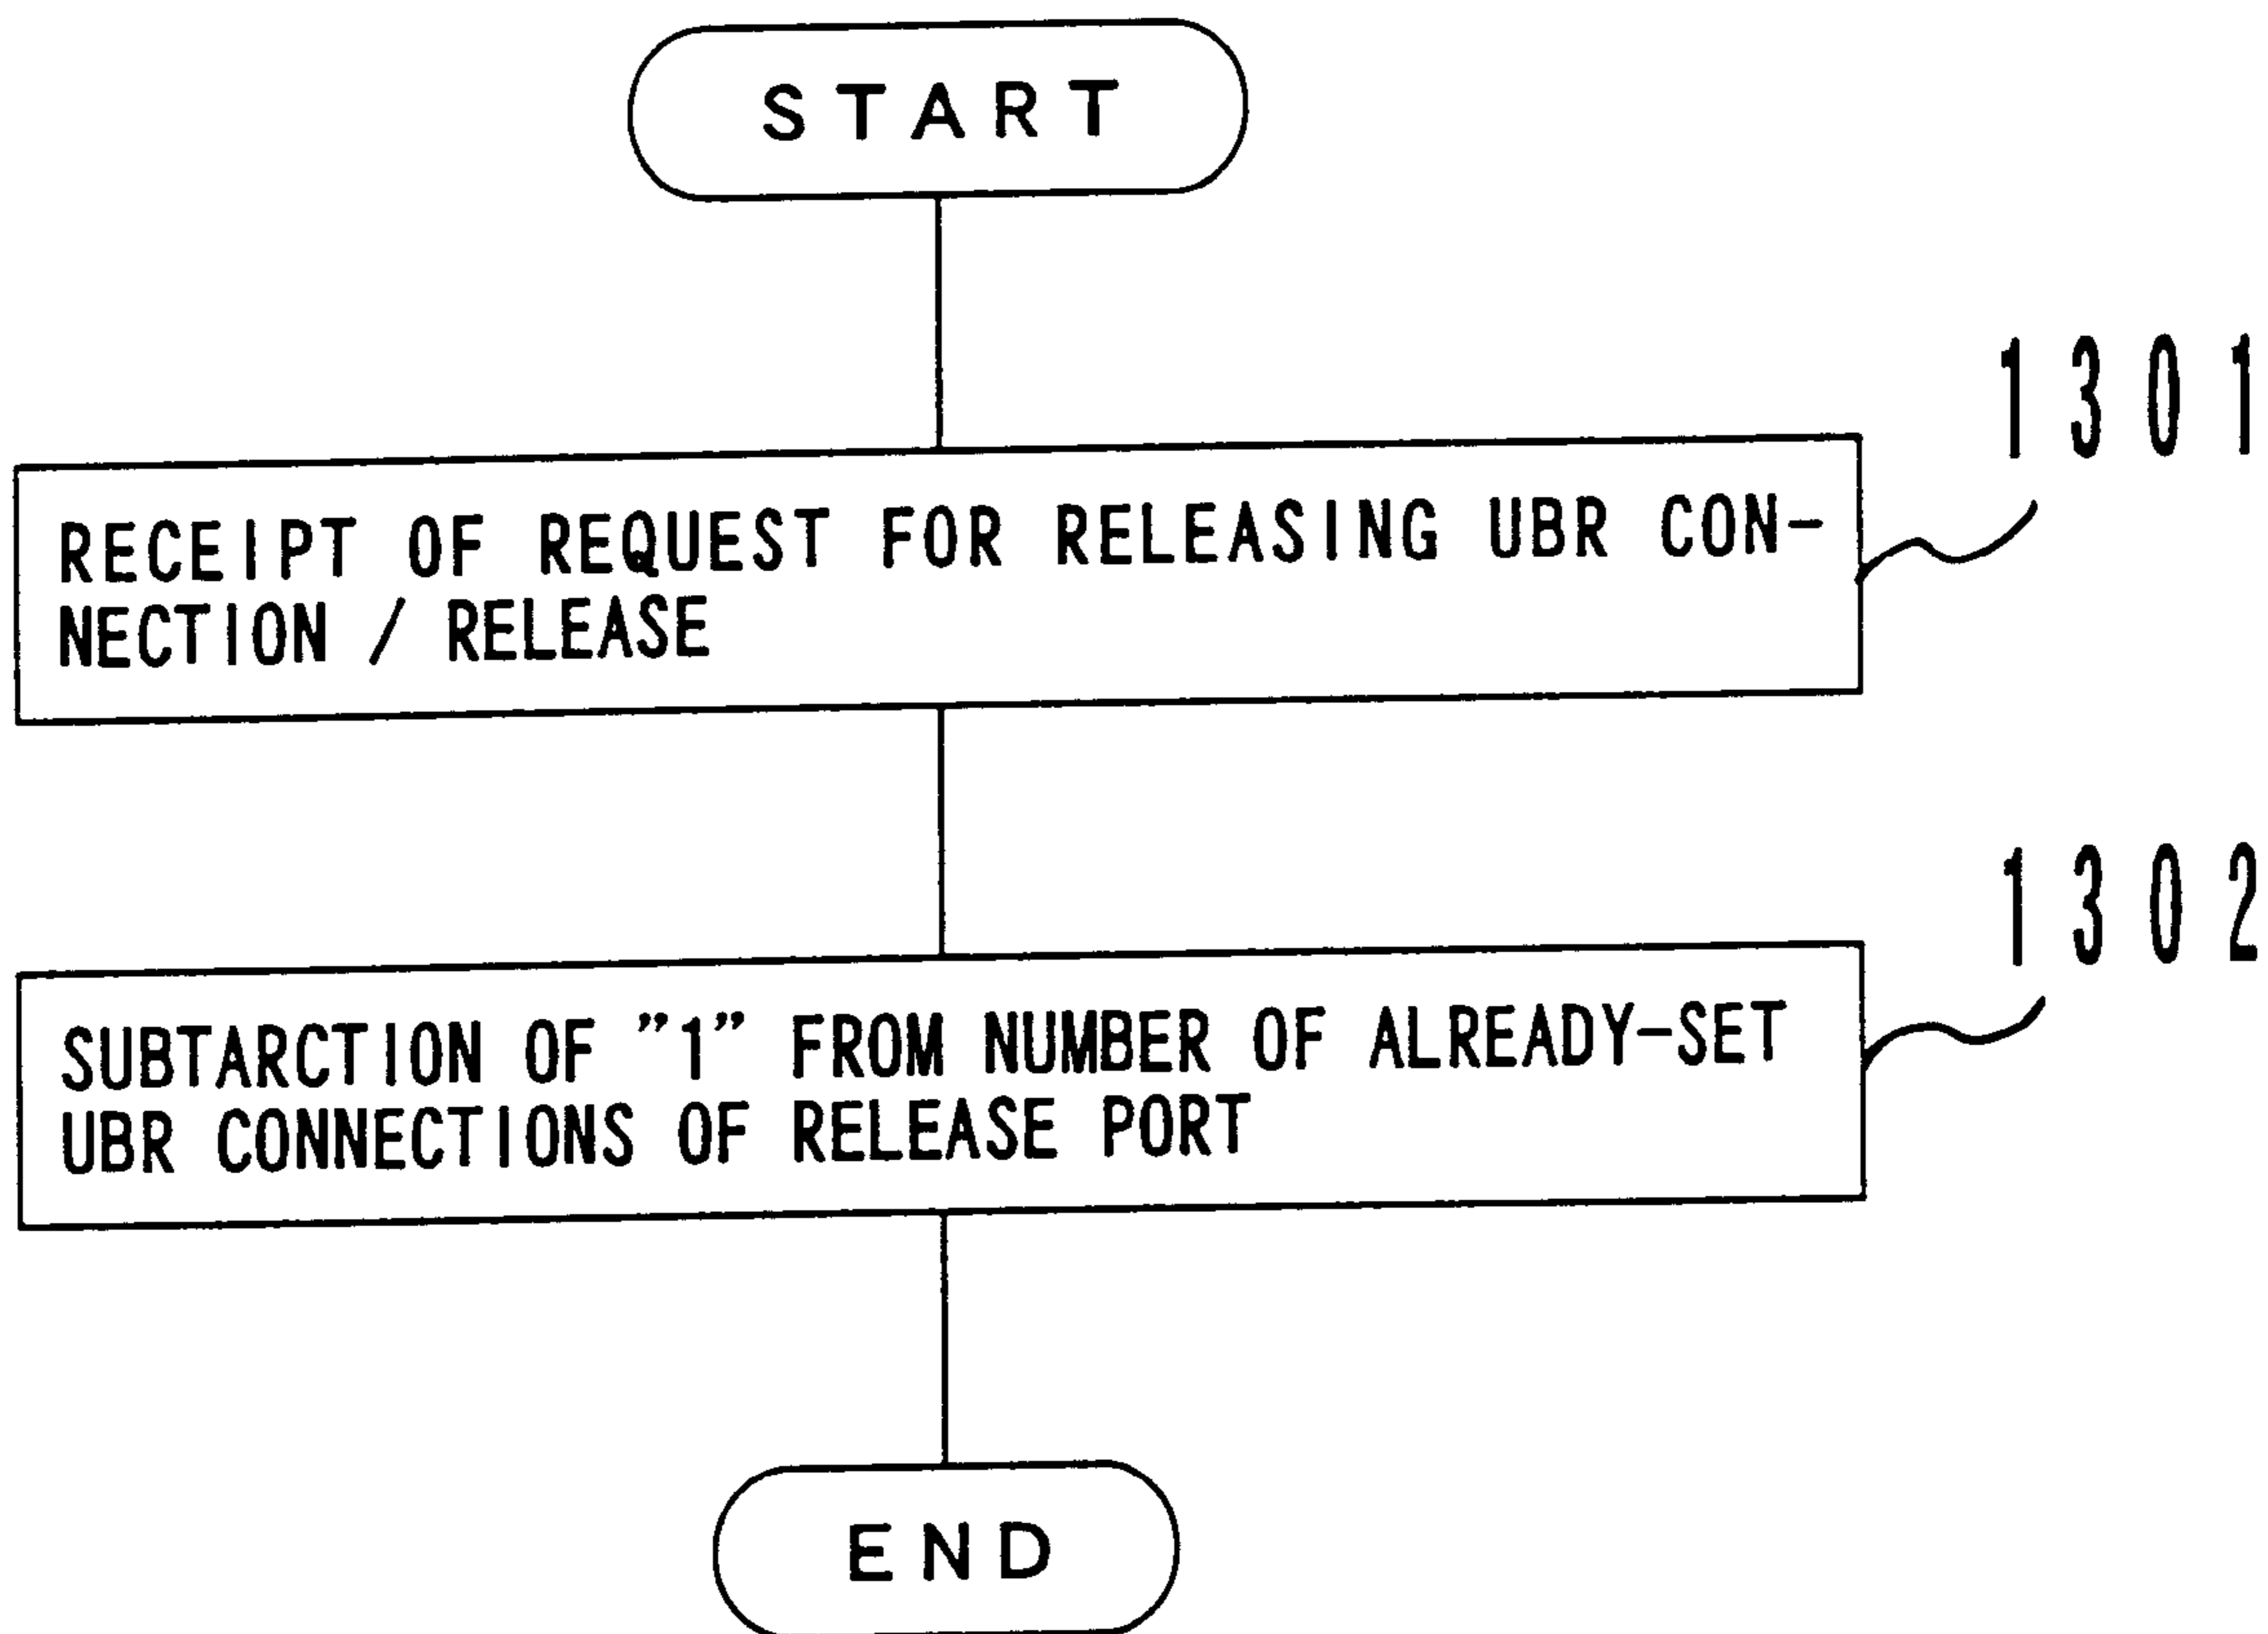 START
1301
RECEIPT OF REQUEST FOR RELEASING UBR CON-
NECTION / RELEASE
1302
SUBTARCTION OF "1" FROM NUMBER OF ALREADY-SET
UBR CONNECTIONS OF RELEASE PORT
END